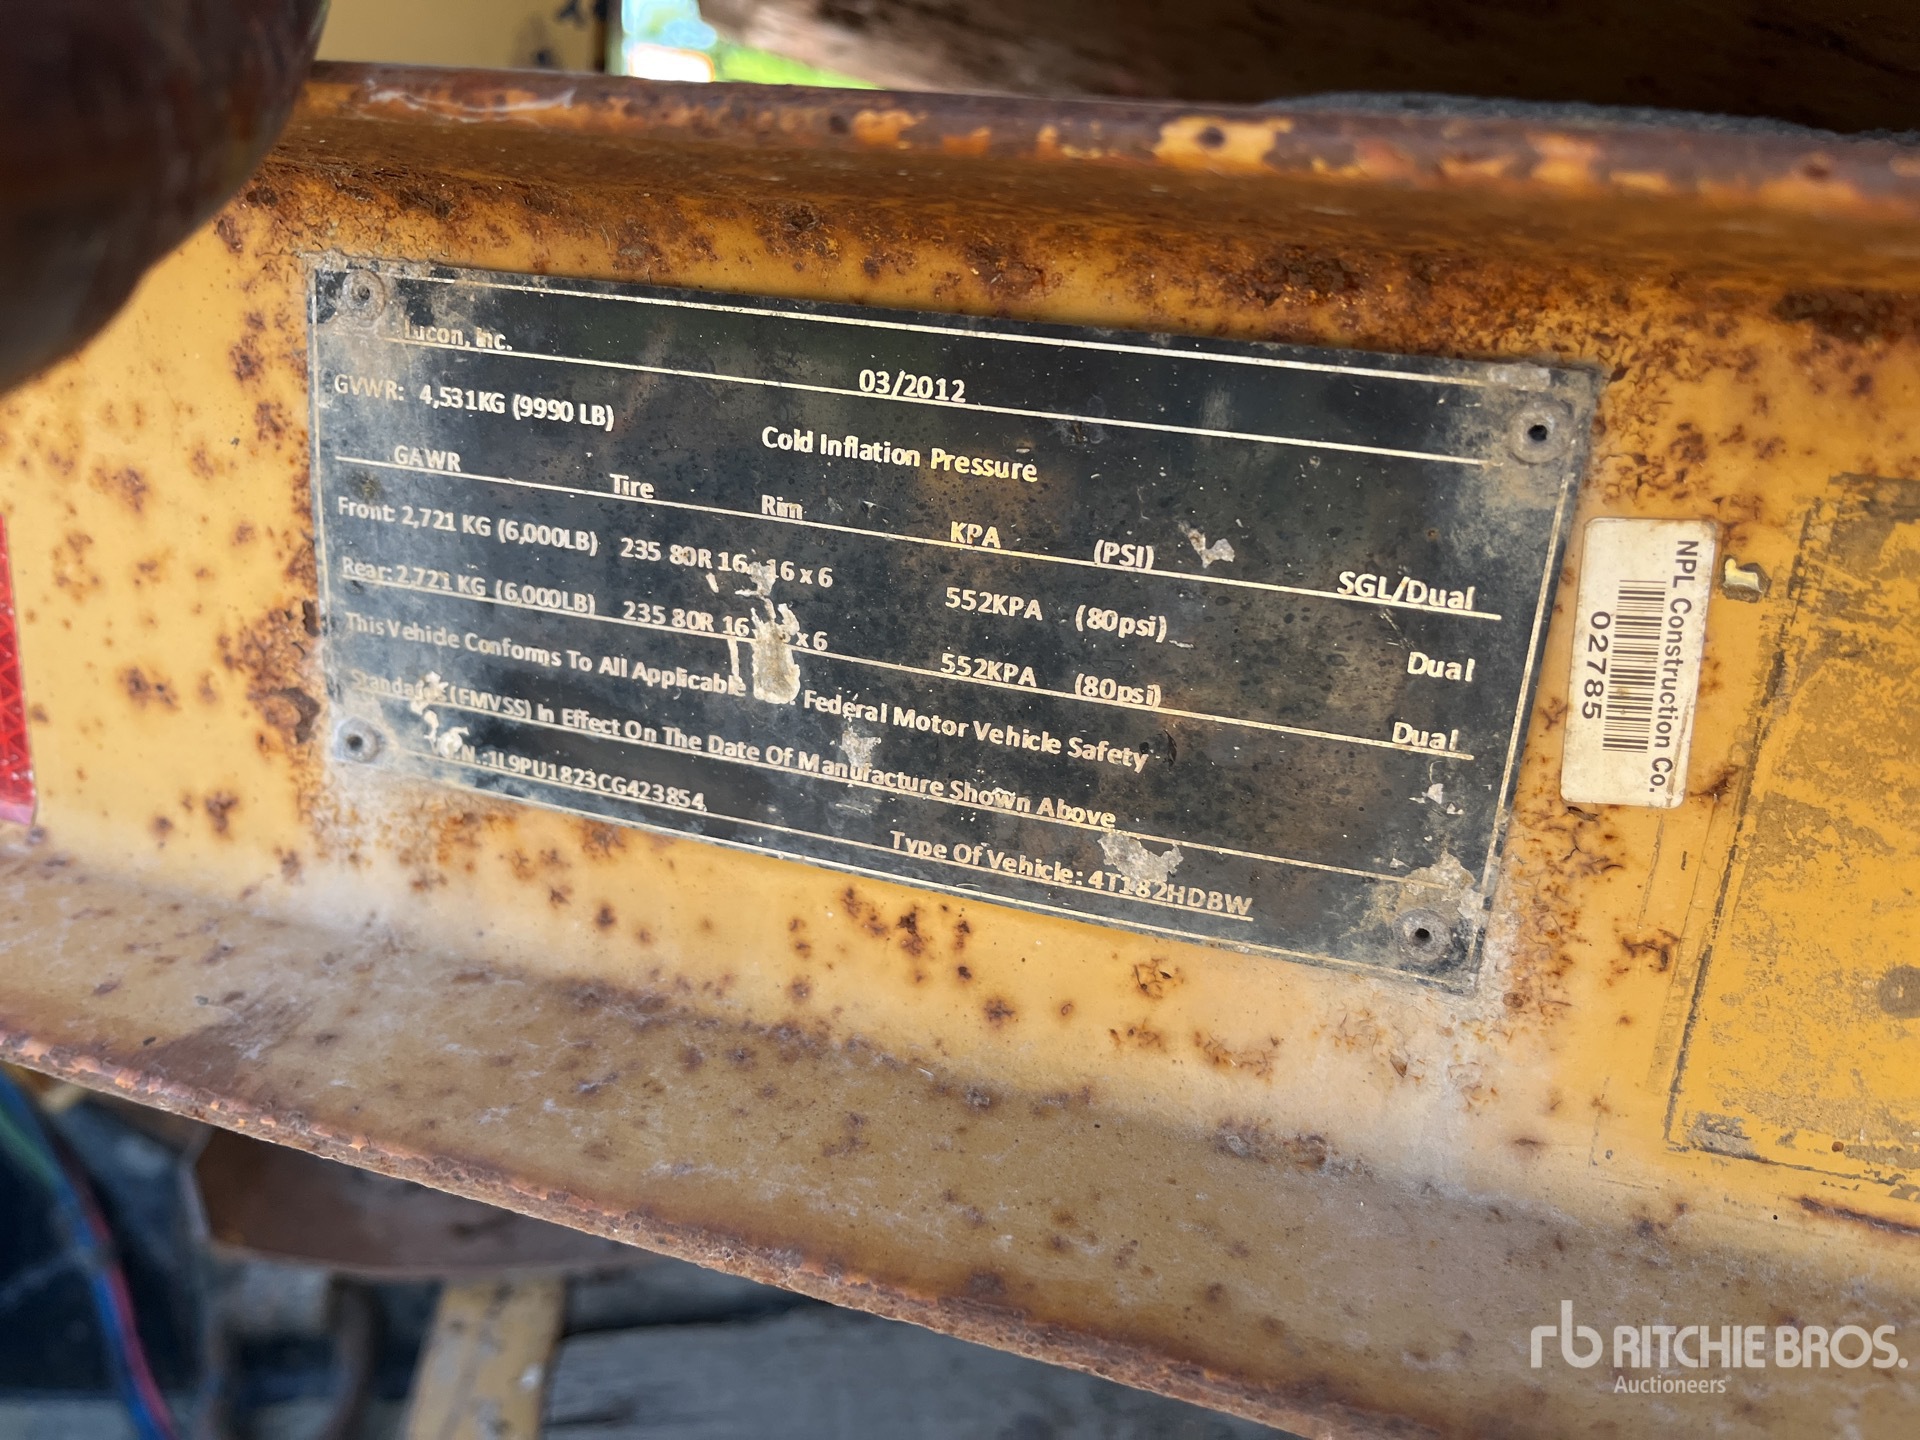 Lucon, Inc.
03/2012
GVWR: 4,531KG (9990 LB)
Cold Inflation Pressure
GAWR Tire Rim KPA (PSI) SGL/Dual
Front: 2,721 KG (6,000LB) 235 80R 16 16 x 6 552KPA (80psi) Dual
Rear: 2,721 KG (6,000LB) 235 80R 16 x 6 552KPA (80psi) Dual
This Vehicle Conforms To All Applicable Federal Motor Vehicle Safety
Standards (FMVSS) In Effect On The Date Of Manufacture Shown Above
V.I.N.:1L9PU1823CG423854 Type Of Vehicle: 4T182HDBW
NPL Construction Co.
02785
rb RITCHIE BROS.
Auctioneers